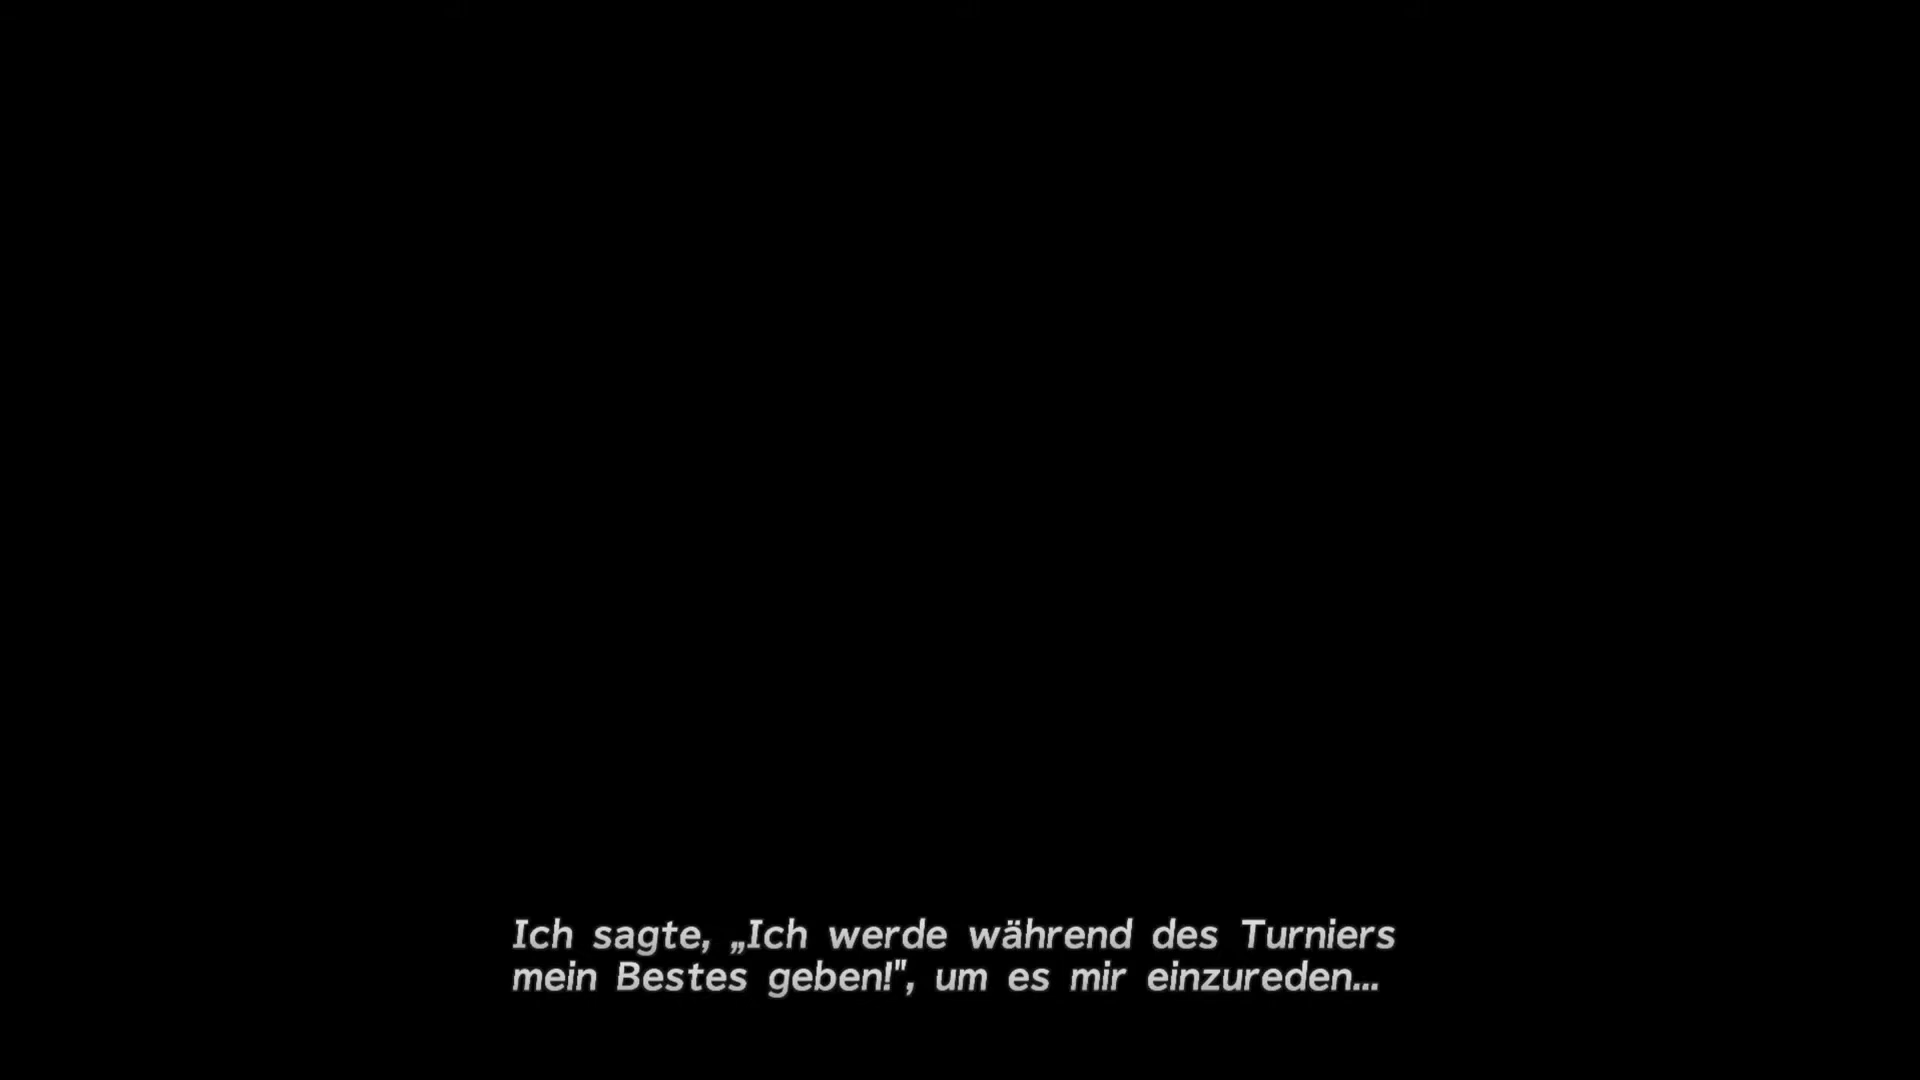 Ich sagte, „Ich werde während des Turniers
mein Bestes geben!", um es mir einzureden...